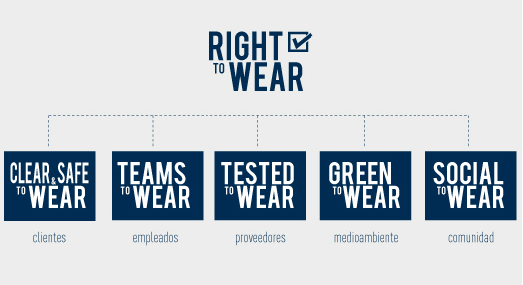 RIGHT
TO WEAR
CLEAR & SAFE
TO WEAR
clientes
TEAMS
TO WEAR
empleados
TESTED
TO WEAR
proveedores
GREEN
TO WEAR
medioambiente
SOCIAL
TO WEAR
comunidad